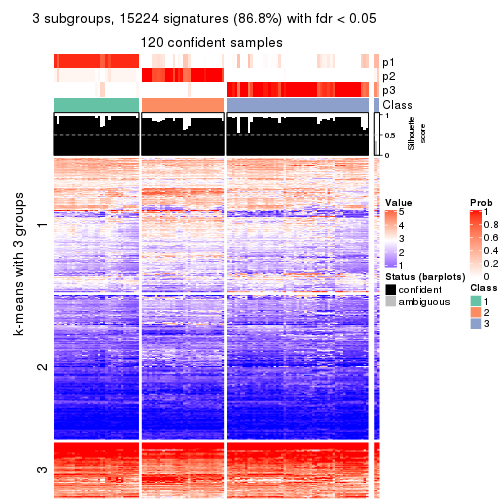 3 subgroups, 15224 signatures (86.8%) with fdr < 0.05
120 confident samples
p1
p2
p3
Class
1
0.5
0
Silhouette
score
k-means with 3 groups
1
2
3
Value
5
4
3
2
1
Status (barplots)
confident
ambiguous
Prob
1
0.8
0.6
0.4
0.2
0
Class
1
2
3